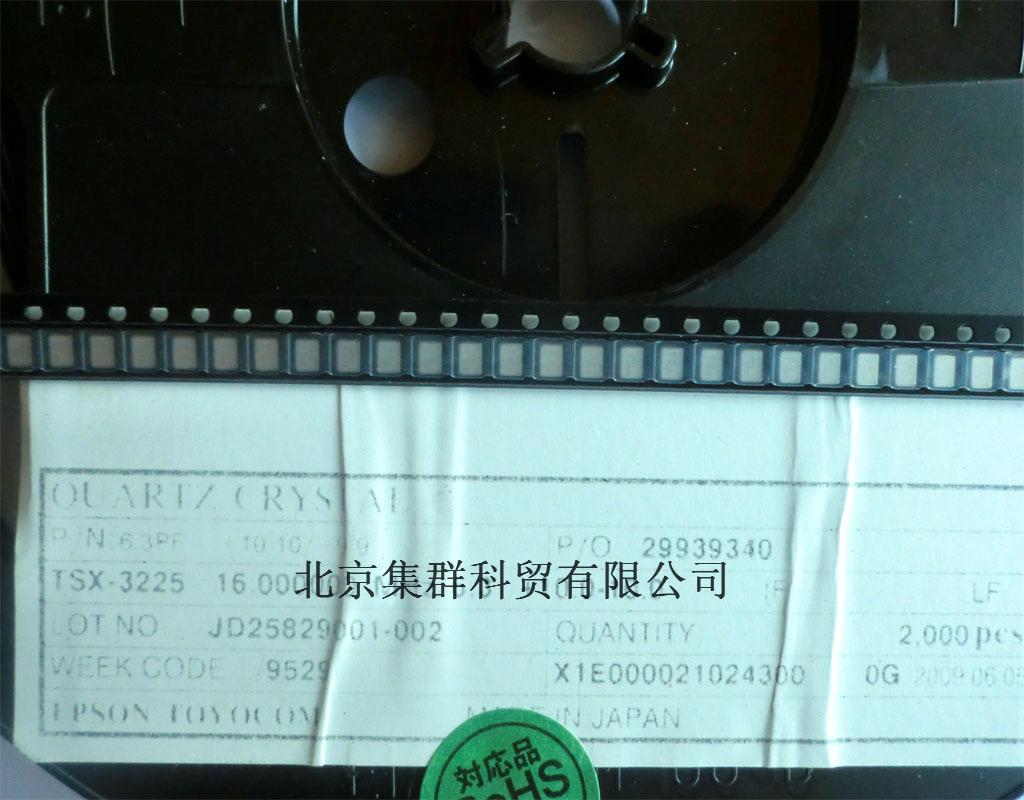 QUARTZ CRYSTAL
P/N 6.3PF P/O 29939340
TSX-3225 LF
北京集群科贸有限公司
LOT NO JD25829001-002 QUANTITY 2,000 pcs
WEEK CODE /9529 X1E000021024300 0G 2009.06.05
EPSON TOYOCOM MADE IN JAPAN
対応品
RoHS